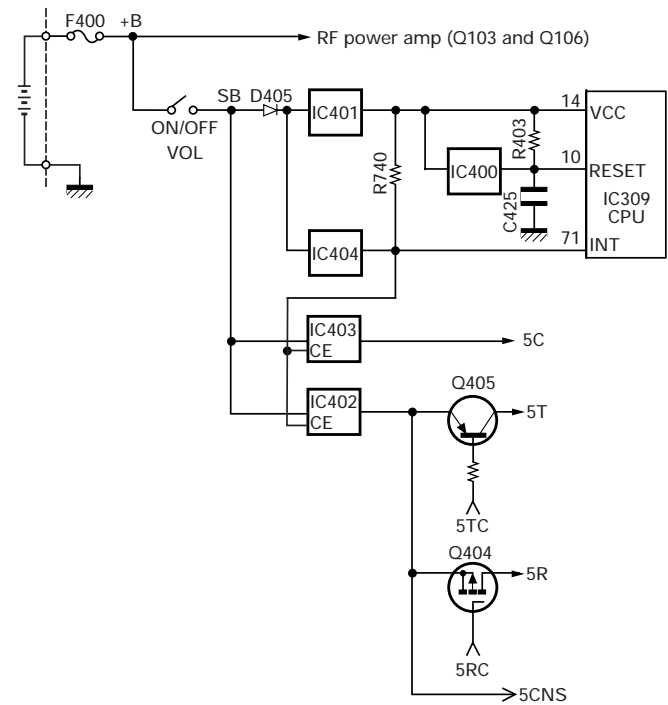 F400 +B
RF power amp (Q103 and Q106)
SB D405
IC401
14
VCC
ON/OFF
VOL
R740
R403
IC400
10
RESET
C425
IC309
CPU
IC404
71
INT
IC403
CE
5C
IC402
CE
Q405
5T
5TC
Q404
5R
5RC
5CNS